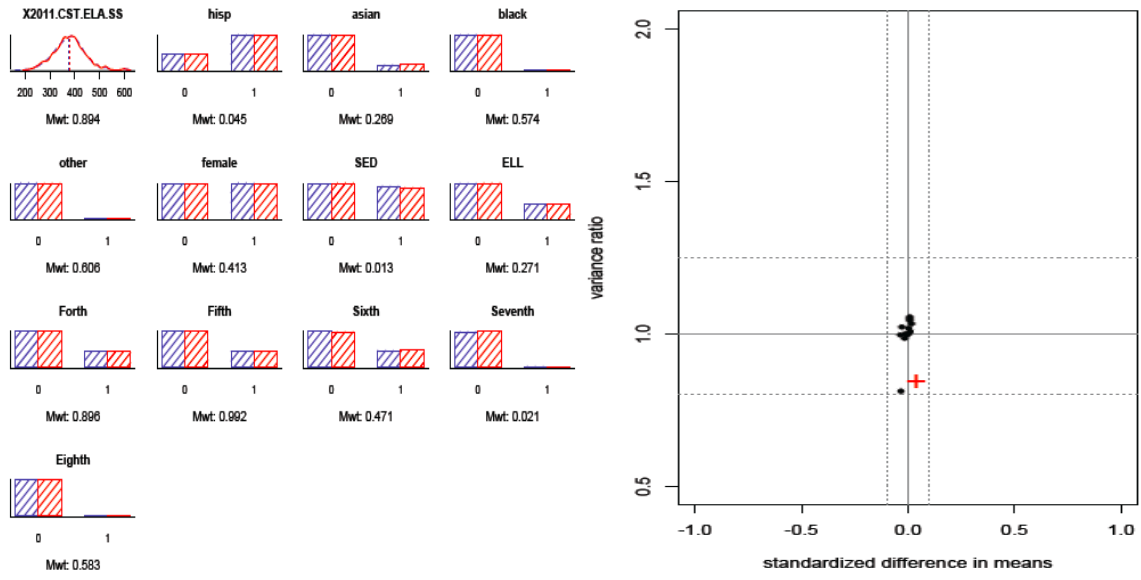 X2011.CST.ELA.SS hisp asian black
200 300 400 500 600 0 1 0 1 0 1
Mwt: 0.894 Mwt: 0.045 Mwt: 0.269 Mwt: 0.574
other female SED ELL
0 1 0 1 0 1 0 1
Mwt: 0.606 Mwt: 0.413 Mwt: 0.013 Mwt: 0.271
Forth Fifth Sixth Seventh
0 1 0 1 0 1 0 1
Mwt: 0.896 Mwt: 0.992 Mwt: 0.471 Mwt: 0.021
Eighth
0 1
Mwt: 0.583
variance ratio
2.0
1.5
1.0
0.5
-1.0 -0.5 0.0 0.5 1.0
standardized difference in means